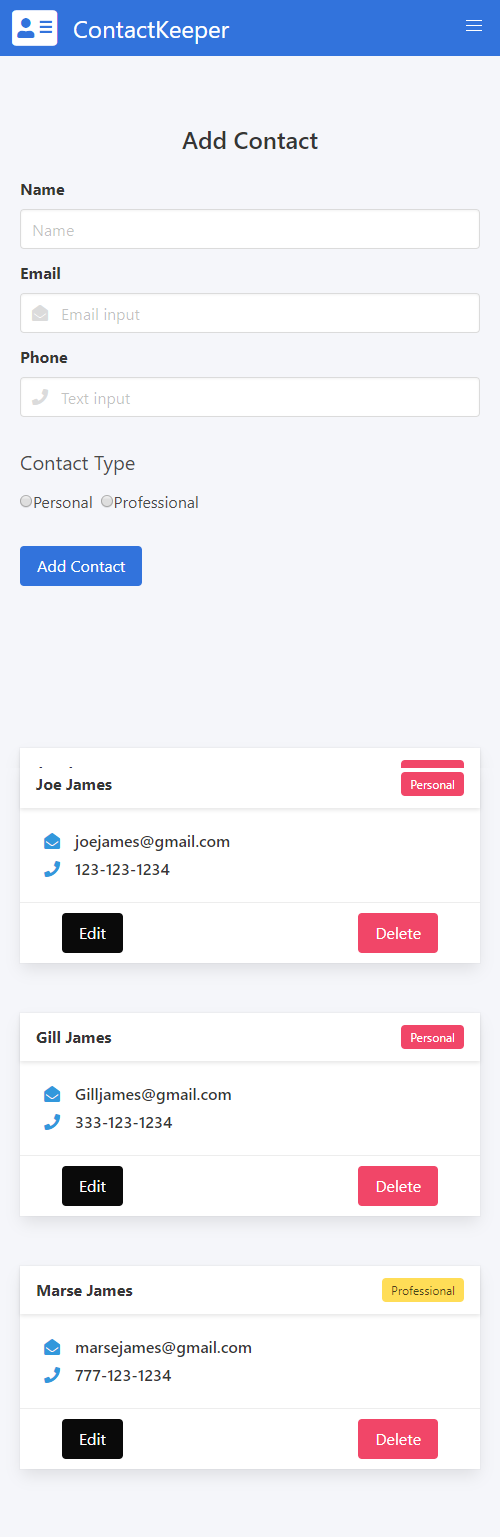 ContactKeeper
Add Contact
Name
Name
Email
Email input
Phone
Text input
Contact Type
Personal Professional
Add Contact
Joe James Personal
joejames@gmail.com
123-123-1234
Edit Delete
Gill James Personal
Gilljames@gmail.com
333-123-1234
Edit Delete
Marse James Professional
marsejames@gmail.com
777-123-1234
Edit Delete